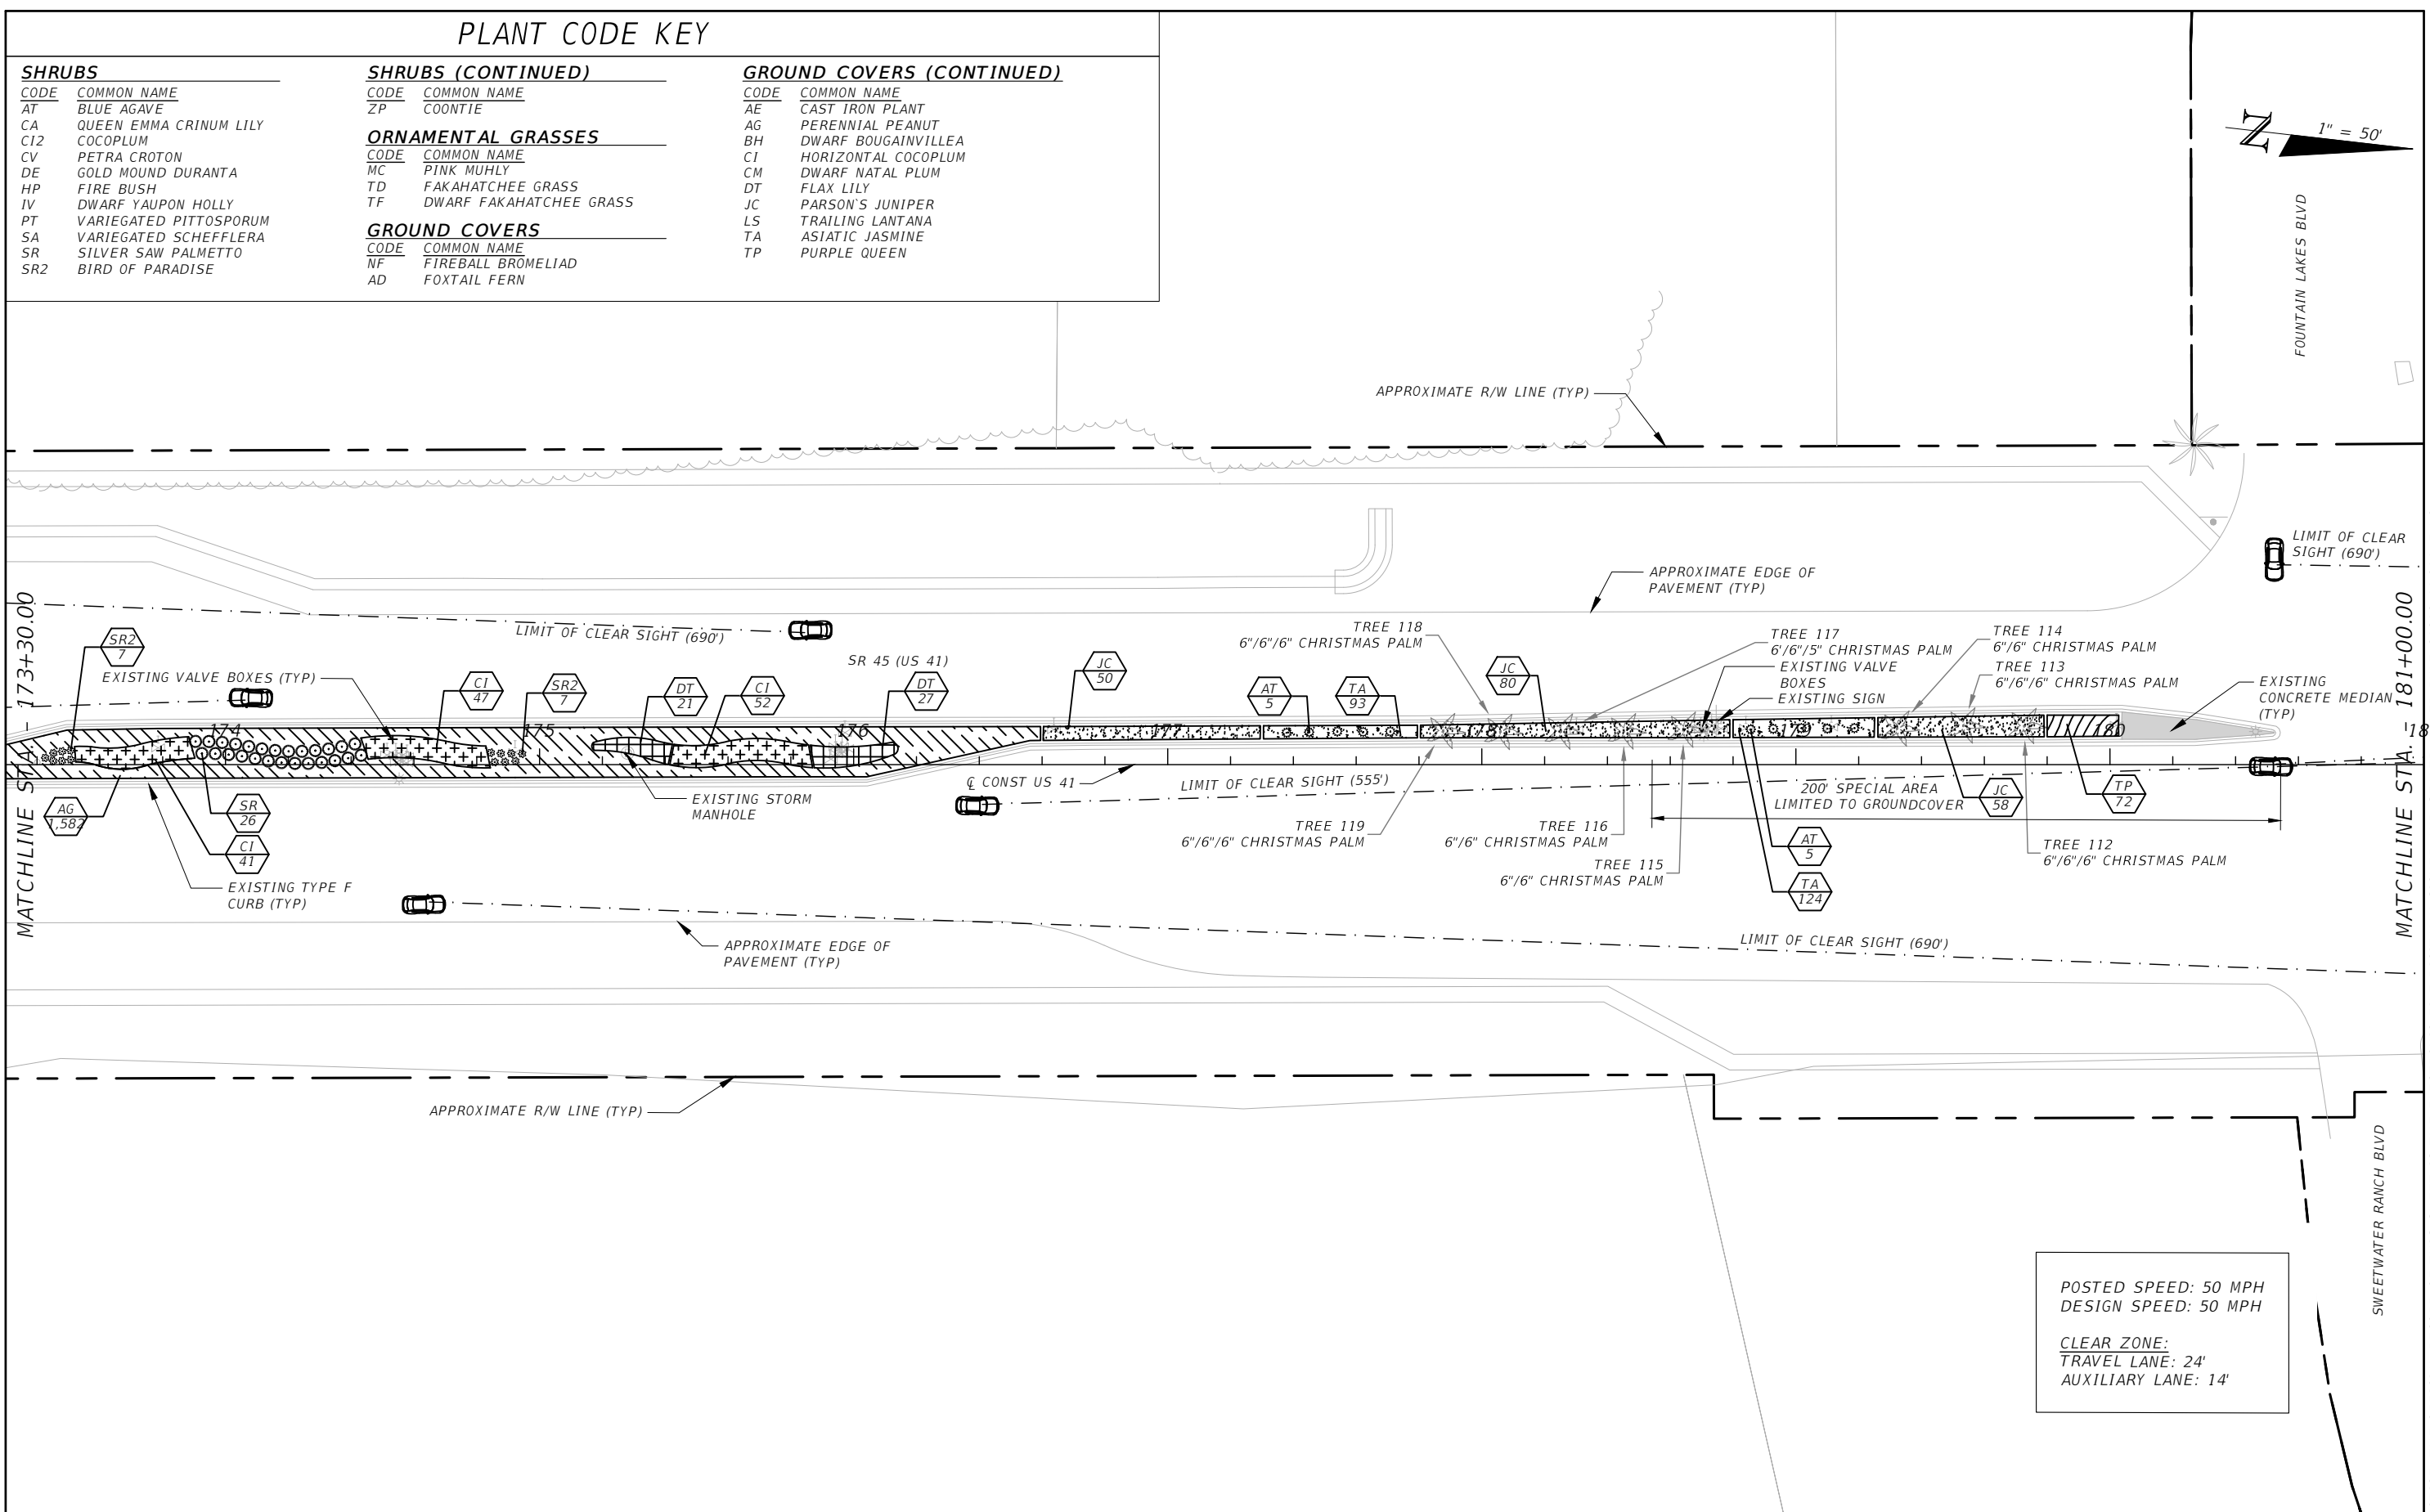 PLANT CODE KEY
SHRUBS
CODE COMMON NAME
AT BLUE AGAVE
CA QUEEN EMMA CRINUM LILY
CI2 COCOPLUM
CV PETRA CROTON
DE GOLD MOUND DURANTA
HP FIRE BUSH
IV DWARF YAUPON HOLLY
PT VARIEGATED PITTOSPORUM
SA VARIEGATED SCHEFFLERA
SR SILVER SAW PALMETTO
SR2 BIRD OF PARADISE
SHRUBS (CONTINUED)
CODE COMMON NAME
ZP COONTIE
ORNAMENTAL GRASSES
CODE COMMON NAME
MC PINK MUHLY
TD FAKAHATCHEE GRASS
TF DWARF FAKAHATCHEE GRASS
GROUND COVERS
CODE COMMON NAME
NF FIREBALL BROMELIAD
AD FOXTAIL FERN
GROUND COVERS (CONTINUED)
CODE COMMON NAME
AE CAST IRON PLANT
AG PERENNIAL PEANUT
BH DWARF BOUGAINVILLEA
CI HORIZONTAL COCOPLUM
CM DWARF NATAL PLUM
DT FLAX LILY
JC PARSON`S JUNIPER
LS TRAILING LANTANA
TA ASIATIC JASMINE
TP PURPLE QUEEN
N
1" = 50'
FOUNTAIN LAKES BLVD
APPROXIMATE R/W LINE (TYP)
LIMIT OF CLEAR
SIGHT (690')
APPROXIMATE EDGE OF
PAVEMENT (TYP)
MATCHLINE STA. - 173+30.00
MATCHLINE STA. - 181+00.00
LIMIT OF CLEAR SIGHT (690')
SR 45 (US 41)
SR2
7
EXISTING VALVE BOXES (TYP)
CI
47
SR2
7
DT
21
CI
52
DT
27
JC
50
AT
5
TA
93
TREE 118
6"/6"/6" CHRISTMAS PALM
JC
80
TREE 117
6'/6"/5" CHRISTMAS PALM
EXISTING VALVE
BOXES
EXISTING SIGN
TREE 114
6"/6" CHRISTMAS PALM
TREE 113
6"/6"/6" CHRISTMAS PALM
EXISTING
CONCRETE MEDIAN
(TYP)
174
175
176
177
178
179
180
18
AG
1,582
SR
26
CI
41
EXISTING TYPE F
CURB (TYP)
EXISTING STORM
MANHOLE
℄ CONST US 41
LIMIT OF CLEAR SIGHT (555')
TREE 119
6"/6"/6" CHRISTMAS PALM
TREE 116
6"/6" CHRISTMAS PALM
TREE 115
6"/6" CHRISTMAS PALM
200' SPECIAL AREA
LIMITED TO GROUNDCOVER
JC
58
TP
72
AT
5
TA
124
TREE 112
6"/6"/6" CHRISTMAS PALM
APPROXIMATE EDGE OF
PAVEMENT (TYP)
LIMIT OF CLEAR SIGHT (690')
APPROXIMATE R/W LINE (TYP)
SWEETWATER RANCH BLVD
POSTED SPEED: 50 MPH
DESIGN SPEED: 50 MPH
CLEAR ZONE:
TRAVEL LANE: 24'
AUXILIARY LANE: 14'